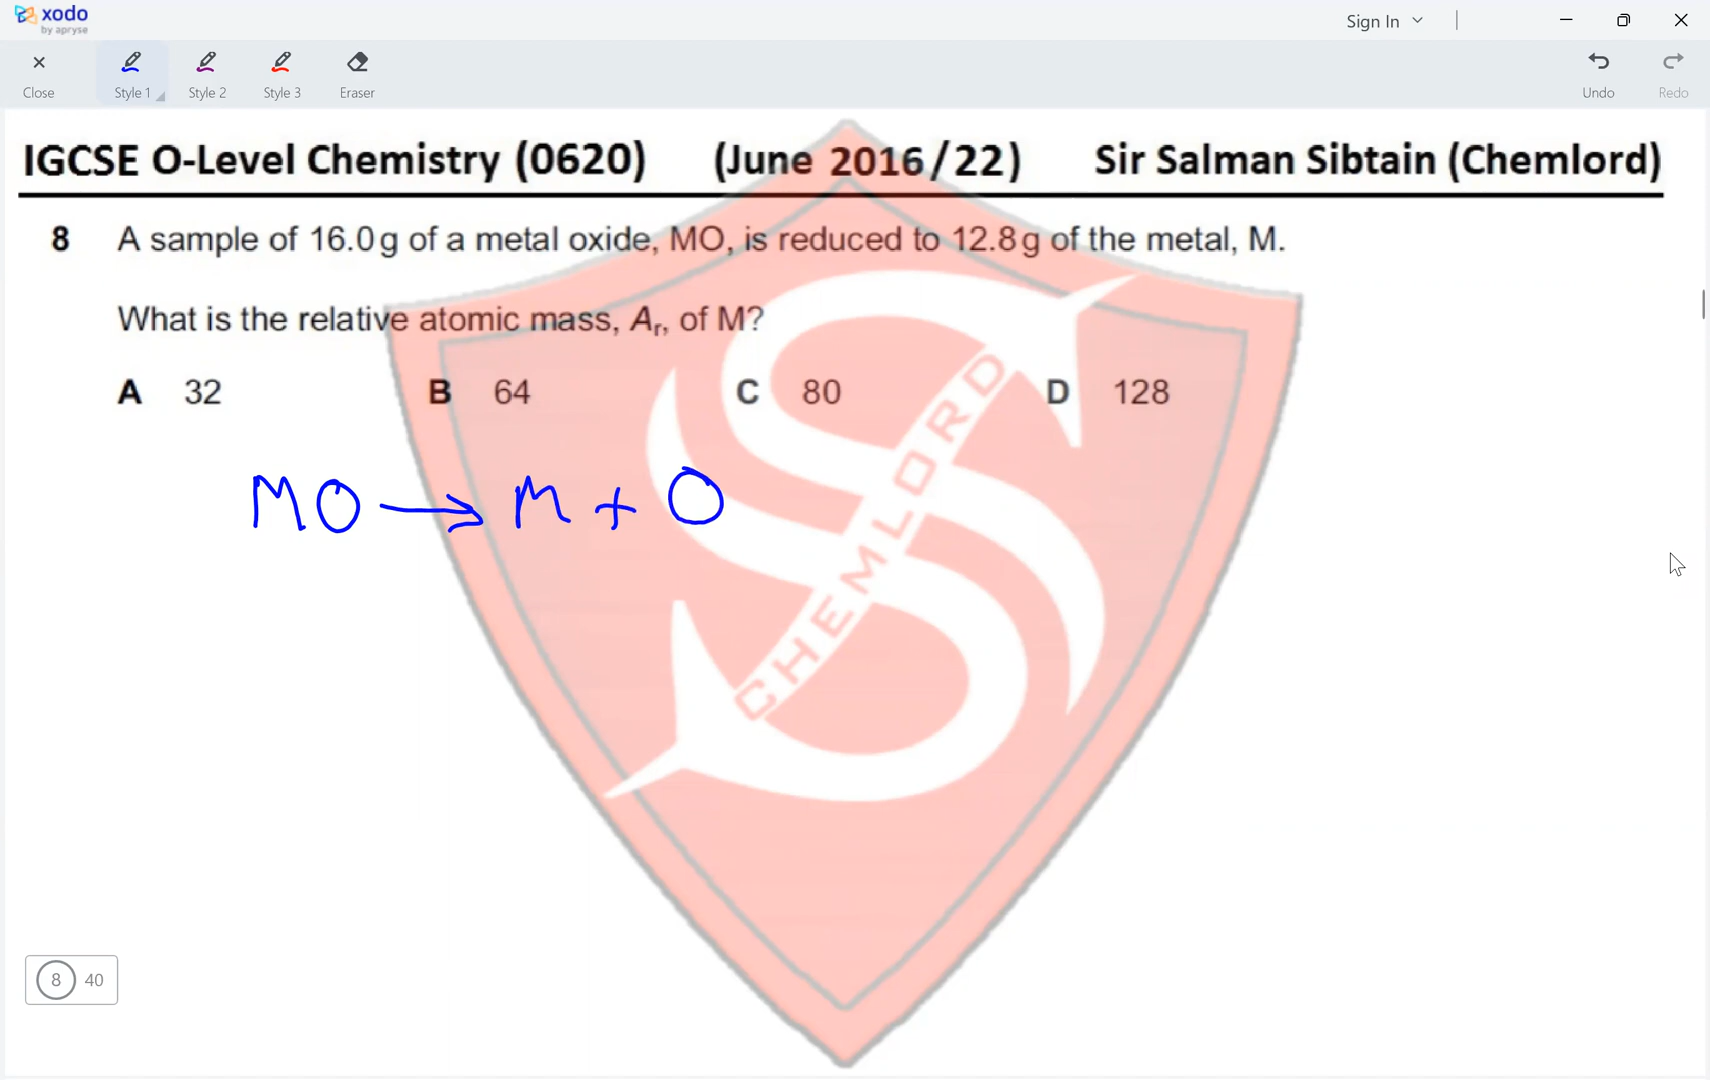 xodo
by apryse
Sign In
Close
Style 1
Style 2
Style 3
Eraser
Undo
Redo
IGCSE O-Level Chemistry (0620) (June 2016/22) Sir Salman Sibtain (Chemlord)
8 A sample of 16.0 g of a metal oxide, MO, is reduced to 12.8 g of the metal, M.
What is the relative atomic mass, Ar, of M?
A 32 B 64 C 80 D 128
MO → M + O
CHEMLORD
8 40